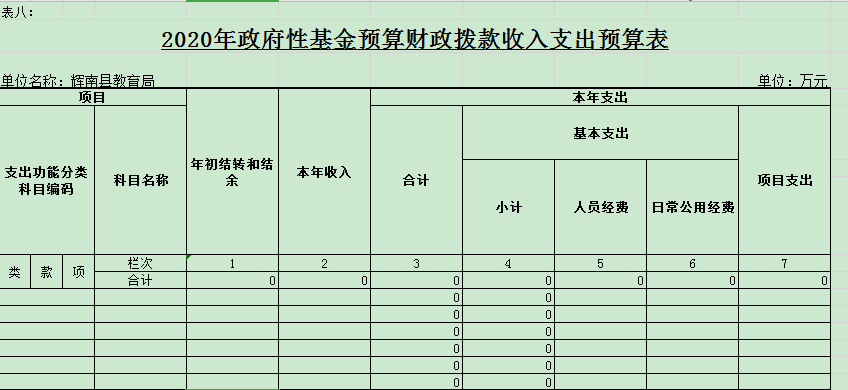 表八：
2020年政府性基金预算财政拨款收入支出预算表
单位名称：辉南县教育局 单位：万元
项目 年初结转和结余 本年收入 本年支出
支出功能分类科目编码 科目名称 合计 基本支出 项目支出
小计 人员经费 日常公用经费
类 款 项 栏次 1 2 3 4 5 6 7
合计 0 0 0 0 0 0 0
0 0
0 0
0 0
0 0
0 0
0 0